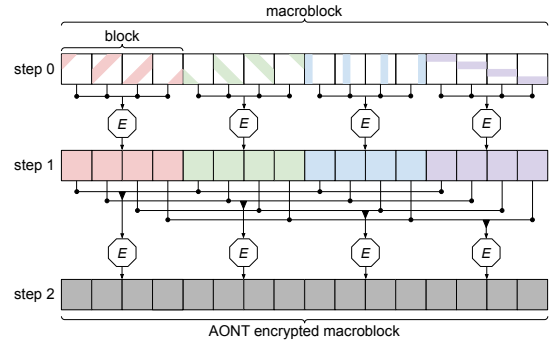 macroblock
block
step 0
E E E E
step 1
E E E E
step 2
AONT encrypted macroblock